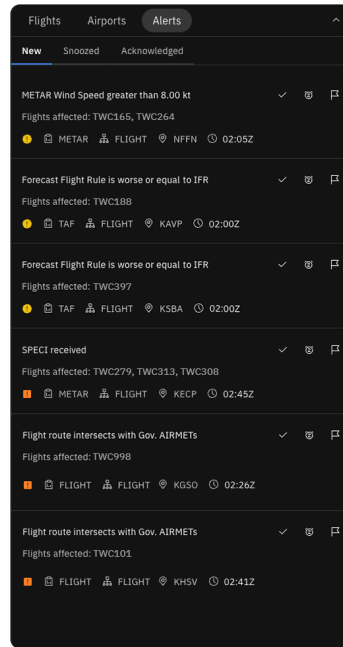 Flights Airports Alerts
New Snoozed Acknowledged
METAR Wind Speed greater than 8.00 kt
Flights affected: TWC165, TWC264
METAR FLIGHT NFFN 02:05Z
Forecast Flight Rule is worse or equal to IFR
Flights affected: TWC188
TAF FLIGHT KAVP 02:00Z
Forecast Flight Rule is worse or equal to IFR
Flights affected: TWC397
TAF FLIGHT KSBA 02:00Z
SPECI received
Flights affected: TWC279, TWC313, TWC308
METAR FLIGHT KECP 02:45Z
Flight route intersects with Gov. AIRMETs
Flights affected: TWC998
FLIGHT FLIGHT KGSO 02:26Z
Flight route intersects with Gov. AIRMETs
Flights affected: TWC101
FLIGHT FLIGHT KHSV 02:41Z